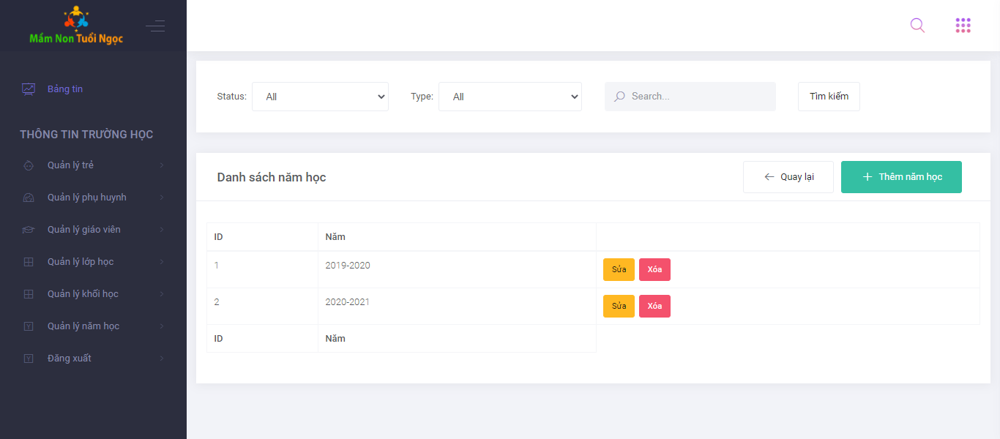 Mầm Non Tuổi Ngọc
Bảng tin
THÔNG TIN TRƯỜNG HỌC
Quản lý trẻ
Quản lý phụ huynh
Quản lý giáo viên
Quản lý lớp học
Quản lý khối học
Quản lý năm học
Đăng xuất
Status: All Type: All Search... Tìm kiếm
Danh sách năm học Quay lại Thêm năm học
ID Năm
1 2019-2020 Sửa Xóa
2 2020-2021 Sửa Xóa
ID Năm